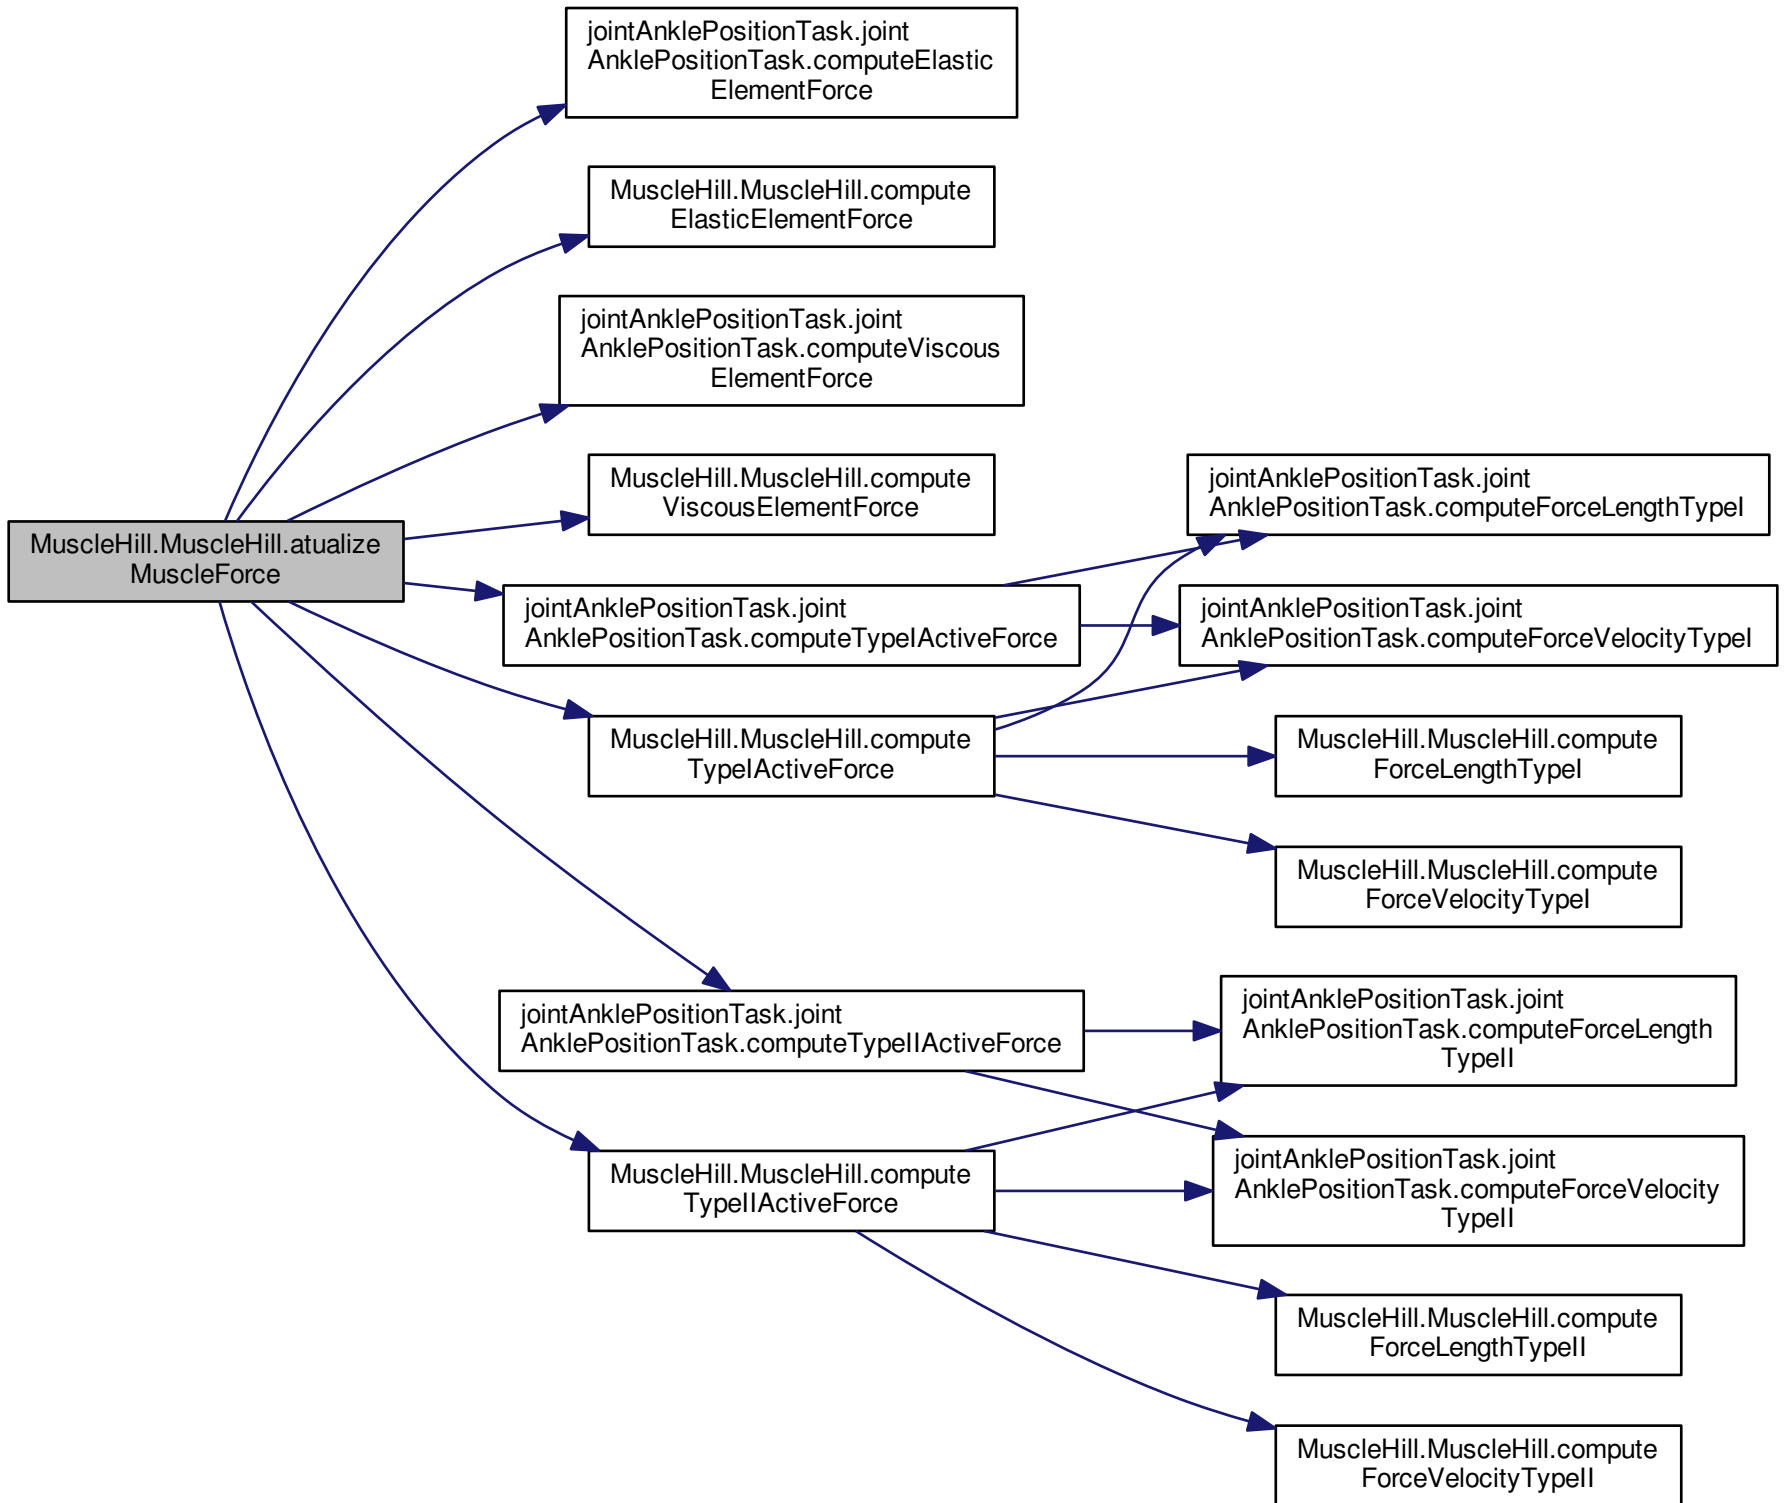 jointAnklePositionTask.joint
AnklePositionTask.computeElastic
ElementForce
MuscleHill.MuscleHill.compute
ElasticElementForce
jointAnklePositionTask.joint
AnklePositionTask.computeViscous
ElementForce
MuscleHill.MuscleHill.compute
ViscousElementForce
MuscleHill.MuscleHill.atualize
MuscleForce
jointAnklePositionTask.joint
AnklePositionTask.computeTypeIActiveForce
MuscleHill.MuscleHill.compute
TypeIActiveForce
jointAnklePositionTask.joint
AnklePositionTask.computeTypeIIActiveForce
MuscleHill.MuscleHill.compute
TypeIIActiveForce
jointAnklePositionTask.joint
AnklePositionTask.computeForceLengthTypeI
jointAnklePositionTask.joint
AnklePositionTask.computeForceVelocityTypeI
MuscleHill.MuscleHill.compute
ForceLengthTypeI
MuscleHill.MuscleHill.compute
ForceVelocityTypeI
jointAnklePositionTask.joint
AnklePositionTask.computeForceLength
TypeII
jointAnklePositionTask.joint
AnklePositionTask.computeForceVelocity
TypeII
MuscleHill.MuscleHill.compute
ForceLengthTypeII
MuscleHill.MuscleHill.compute
ForceVelocityTypeII